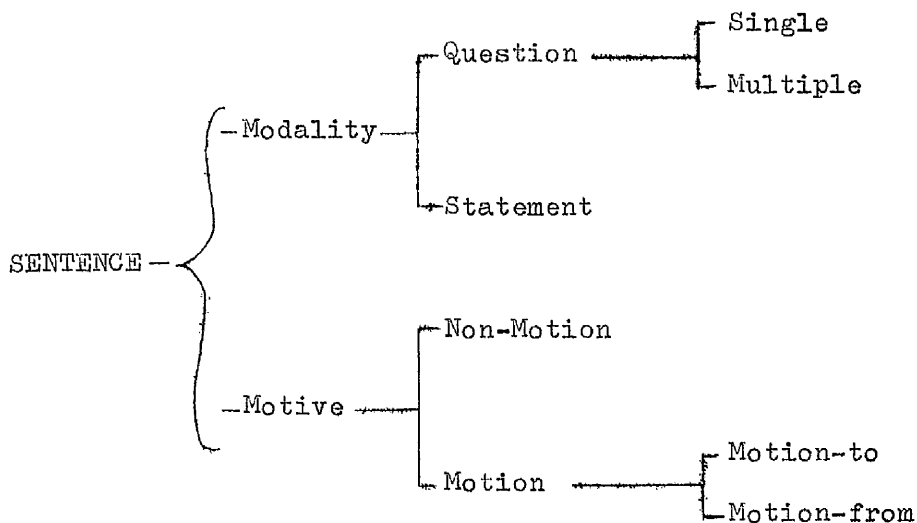 Single
Question
Multiple
Modality
Statement
SENTENCE
Non-Motion
Motive
Motion-to
Motion
Motion-from